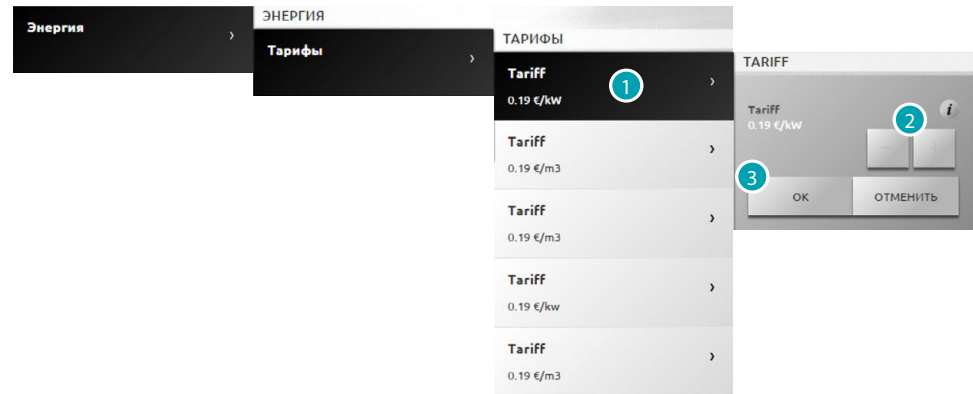 Энергия
ЭНЕРГИЯ
Тарифы
ТАРИФЫ
Tariff
0.19 €/kW
1
Tariff
0.19 €/m3
Tariff
0.19 €/m3
Tariff
0.19 €/kw
Tariff
0.19 €/m3
TARIFF
Tariff
0.19 €/kW
i
2
- +
3
OK
ОТМЕНИТЬ